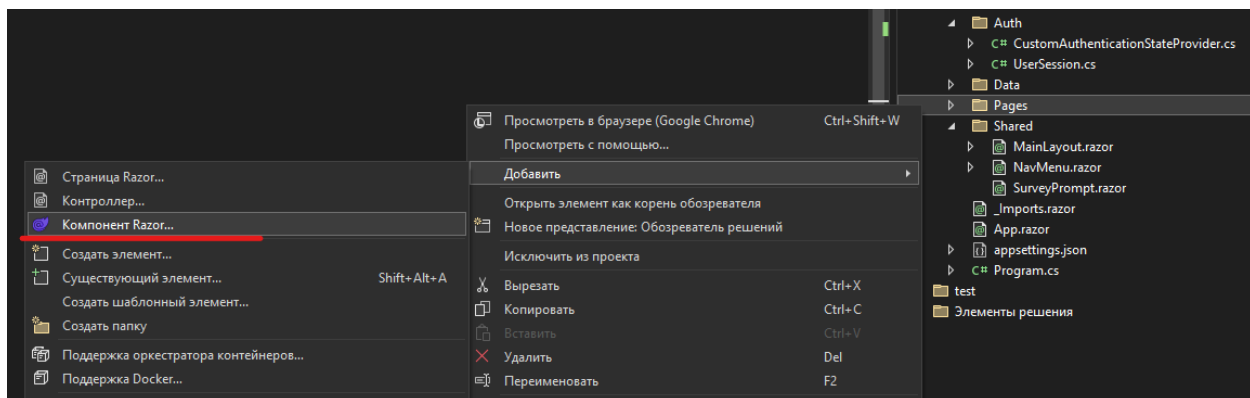 Страница Razor...
Контроллер...
Компонент Razor...
Создать элемент...
Существующий элемент... Shift+Alt+A
Создать шаблонный элемент...
Создать папку
Поддержка оркестратора контейнеров...
Поддержка Docker...
Просмотреть в браузере (Google Chrome) Ctrl+Shift+W
Просмотреть с помощью...
Добавить
Открыть элемент как корень обозревателя
Новое представление: Обозреватель решений
Исключить из проекта
Вырезать Ctrl+X
Копировать Ctrl+C
Вставить Ctrl+V
Удалить Del
Переименовать F2
Auth
C# CustomAuthenticationStateProvider.cs
C# UserSession.cs
Data
Pages
Shared
MainLayout.razor
NavMenu.razor
SurveyPrompt.razor
_Imports.razor
App.razor
appsettings.json
C# Program.cs
test
Элементы решения